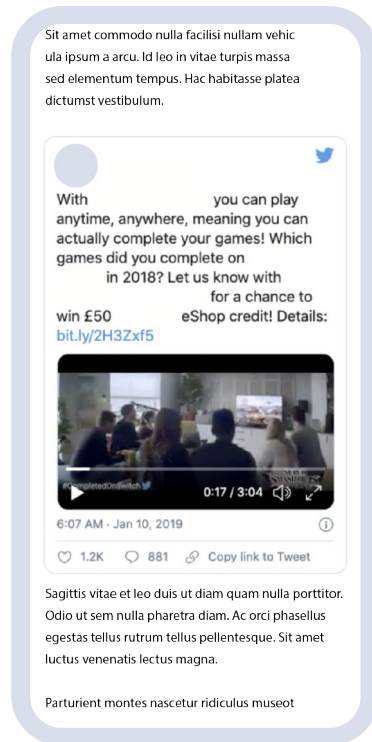 Sit amet commodo nulla facilisi nullam vehic
ula ipsum a arcu. Id leo in vitae turpis massa
sed elementum tempus. Hac habitasse platea
dictumst vestibulum.
With you can play
anytime, anywhere, meaning you can
actually complete your games! Which
games did you complete on
in 2018? Let us know with
for a chance to
win £50 eShop credit! Details:
bit.ly/2H3Zxf5
#CompletedOnSwitch
0:17 / 3:04
6:07 AM · Jan 10, 2019
1.2K 881 Copy link to Tweet
Sagittis vitae et leo duis ut diam quam nulla porttitor.
Odio ut sem nulla pharetra diam. Ac orci phasellus
egestas tellus rutrum tellus pellentesque. Sit amet
luctus venenatis lectus magna.
Parturient montes nascetur ridiculus museot